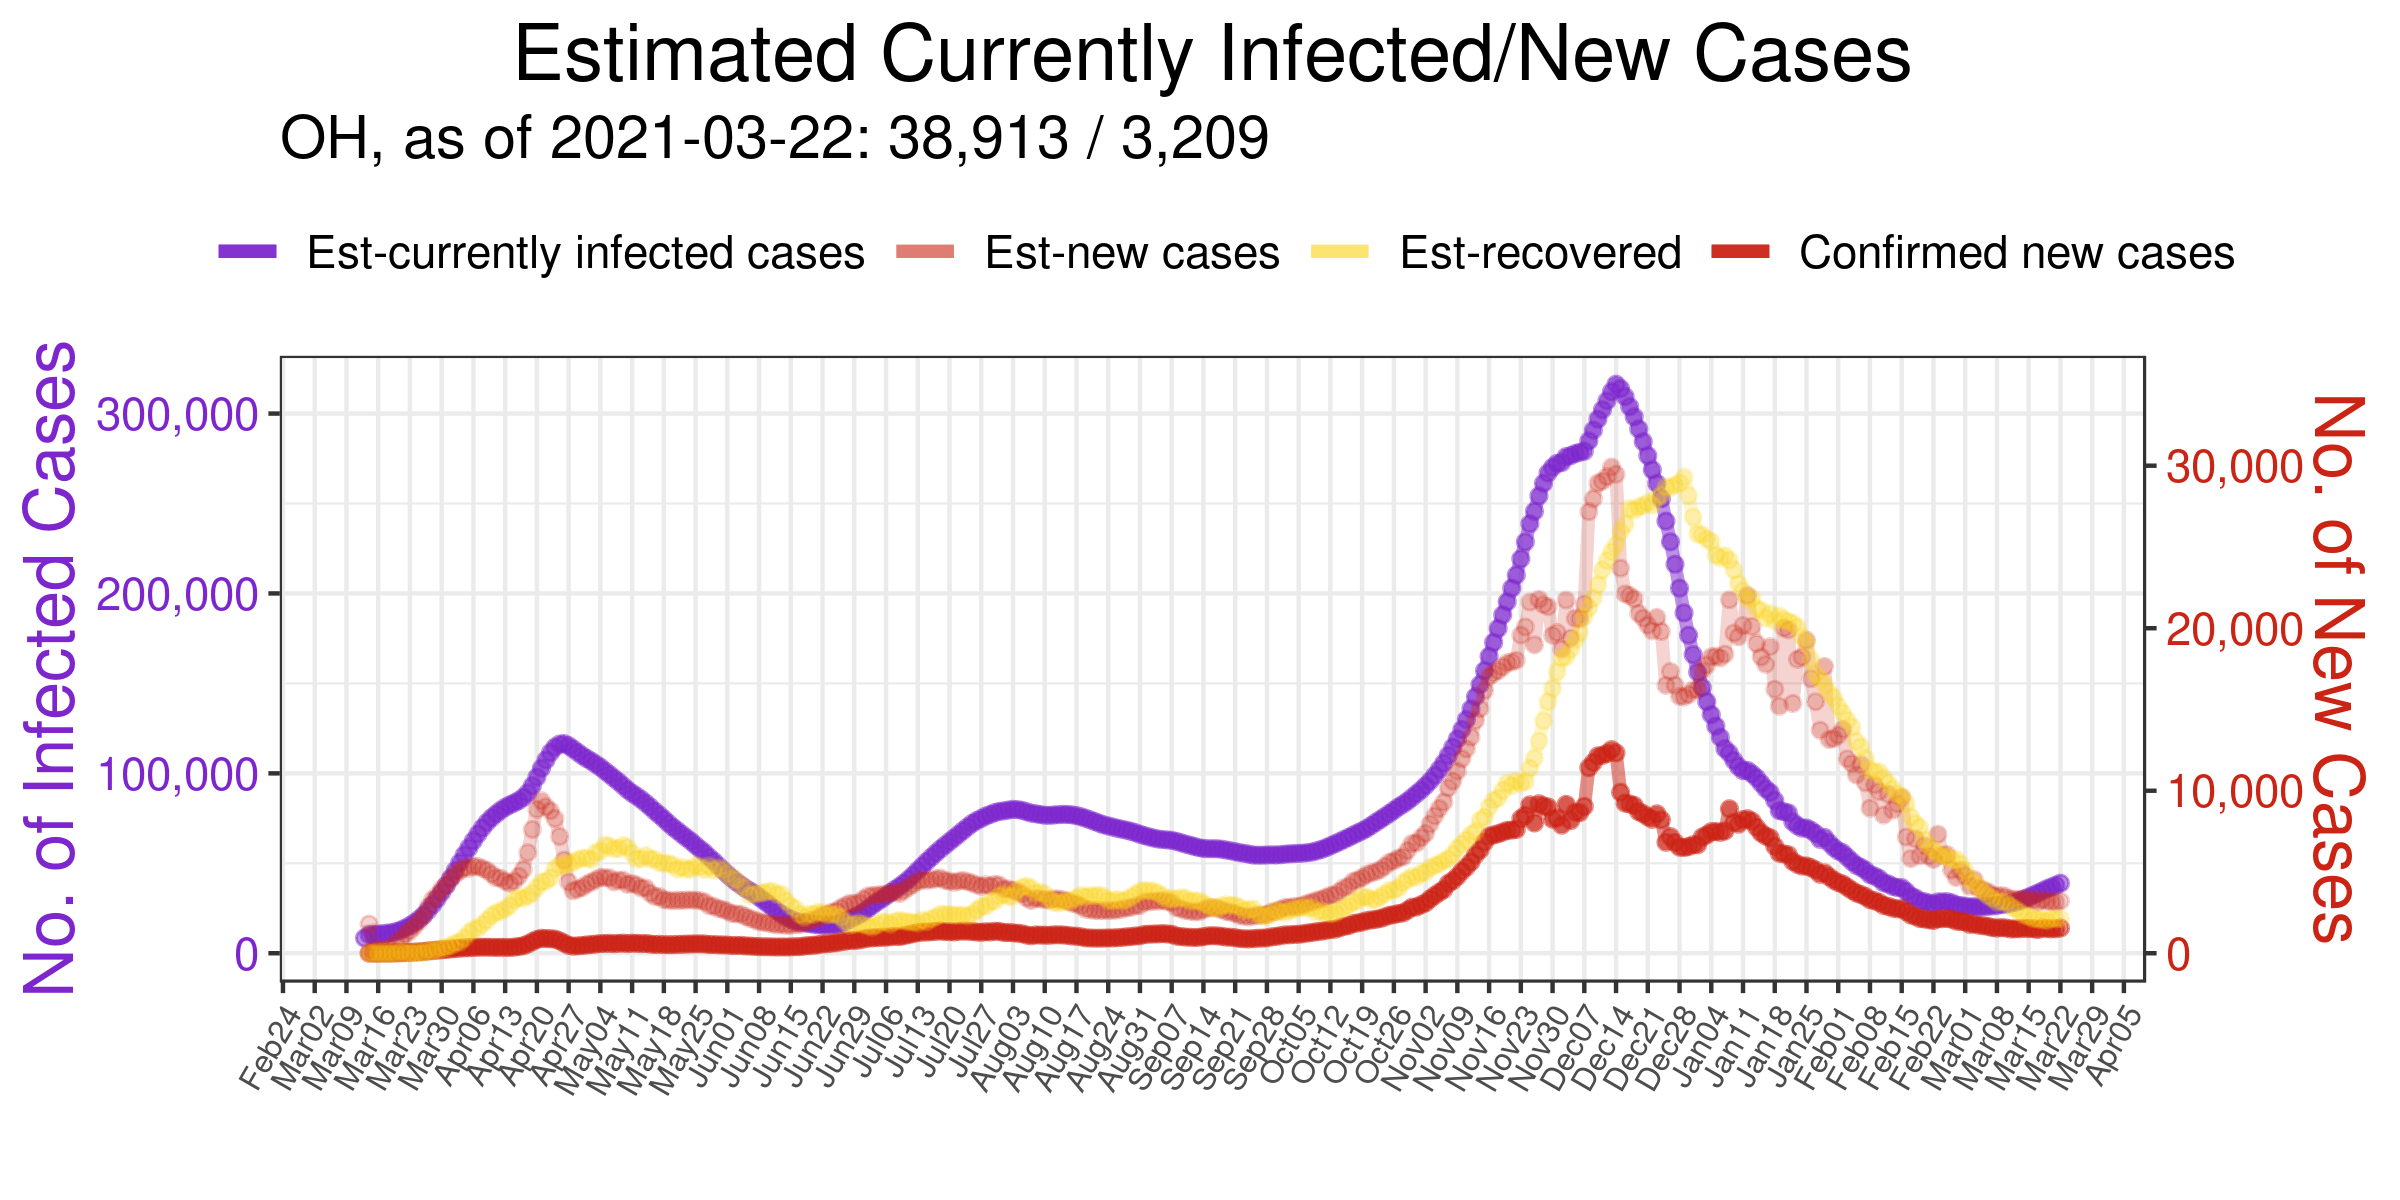 Estimated Currently Infected/New Cases
OH, as of 2021-03-22: 38,913 / 3,209
Est-currently infected cases
Est-new cases
Est-recovered
Confirmed new cases
No. of Infected Cases
300,000
200,000
100,000
0
30,000
20,000
10,000
0
No. of New Cases
Feb24
Mar02
Mar09
Mar16
Mar23
Mar30
Apr06
Apr13
Apr20
Apr27
May04
May11
May18
May25
Jun01
Jun08
Jun15
Jun22
Jun29
Jul06
Jul13
Jul20
Jul27
Aug03
Aug10
Aug17
Aug24
Aug31
Sep07
Sep14
Sep21
Sep28
Oct05
Oct12
Oct19
Oct26
Nov02
Nov09
Nov16
Nov23
Nov30
Dec07
Dec14
Dec21
Dec28
Jan04
Jan11
Jan18
Jan25
Feb01
Feb08
Feb15
Feb22
Mar01
Mar08
Mar15
Mar22
Mar29
Apr05